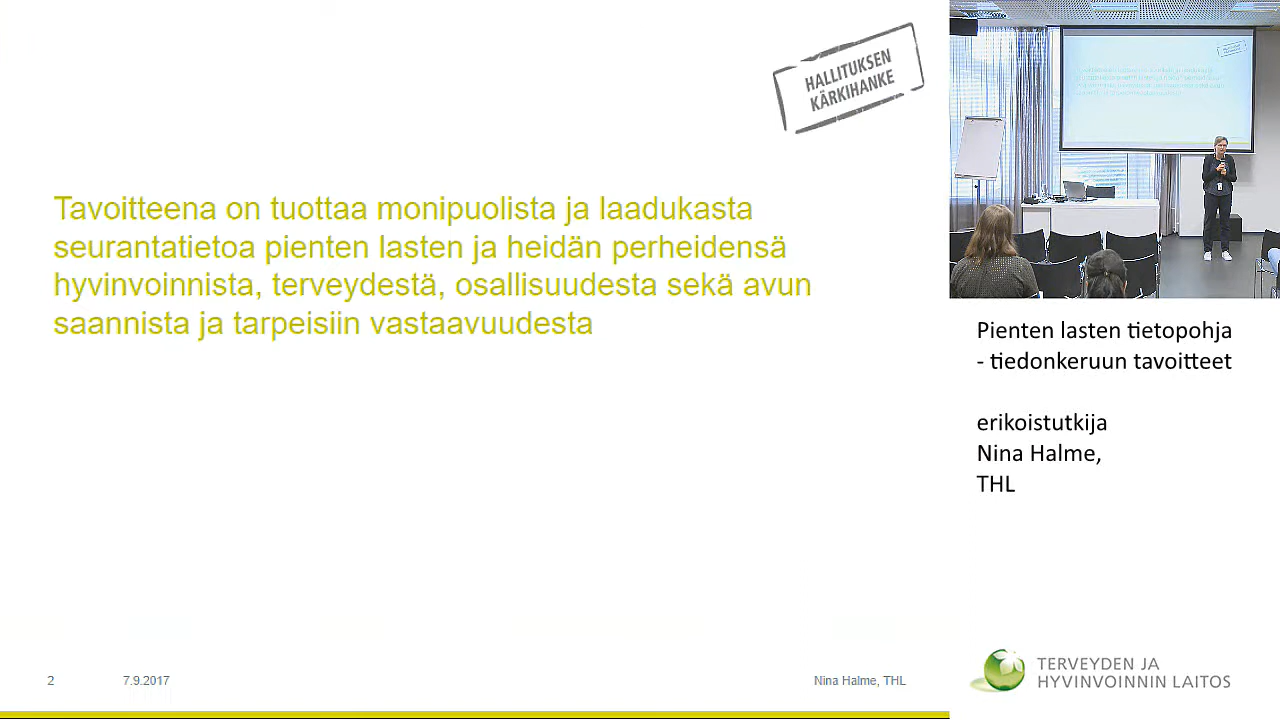 HALLITUKSEN
KÄRKIHANKE
Tavoitteena on tuottaa monipuolista ja laadukasta
seurantatietoa pienten lasten ja heidän perheidensä
hyvinvoinnista, terveydestä, osallisuudesta sekä avun
saannista ja tarpeisiin vastaavuudesta
2
7.9.2017
Nina Halme, THL
Pienten lasten tietopohja
- tiedonkeruun tavoitteet
erikoistutkija
Nina Halme,
THL
TERVEYDEN JA
HYVINVOINNIN LAITOS